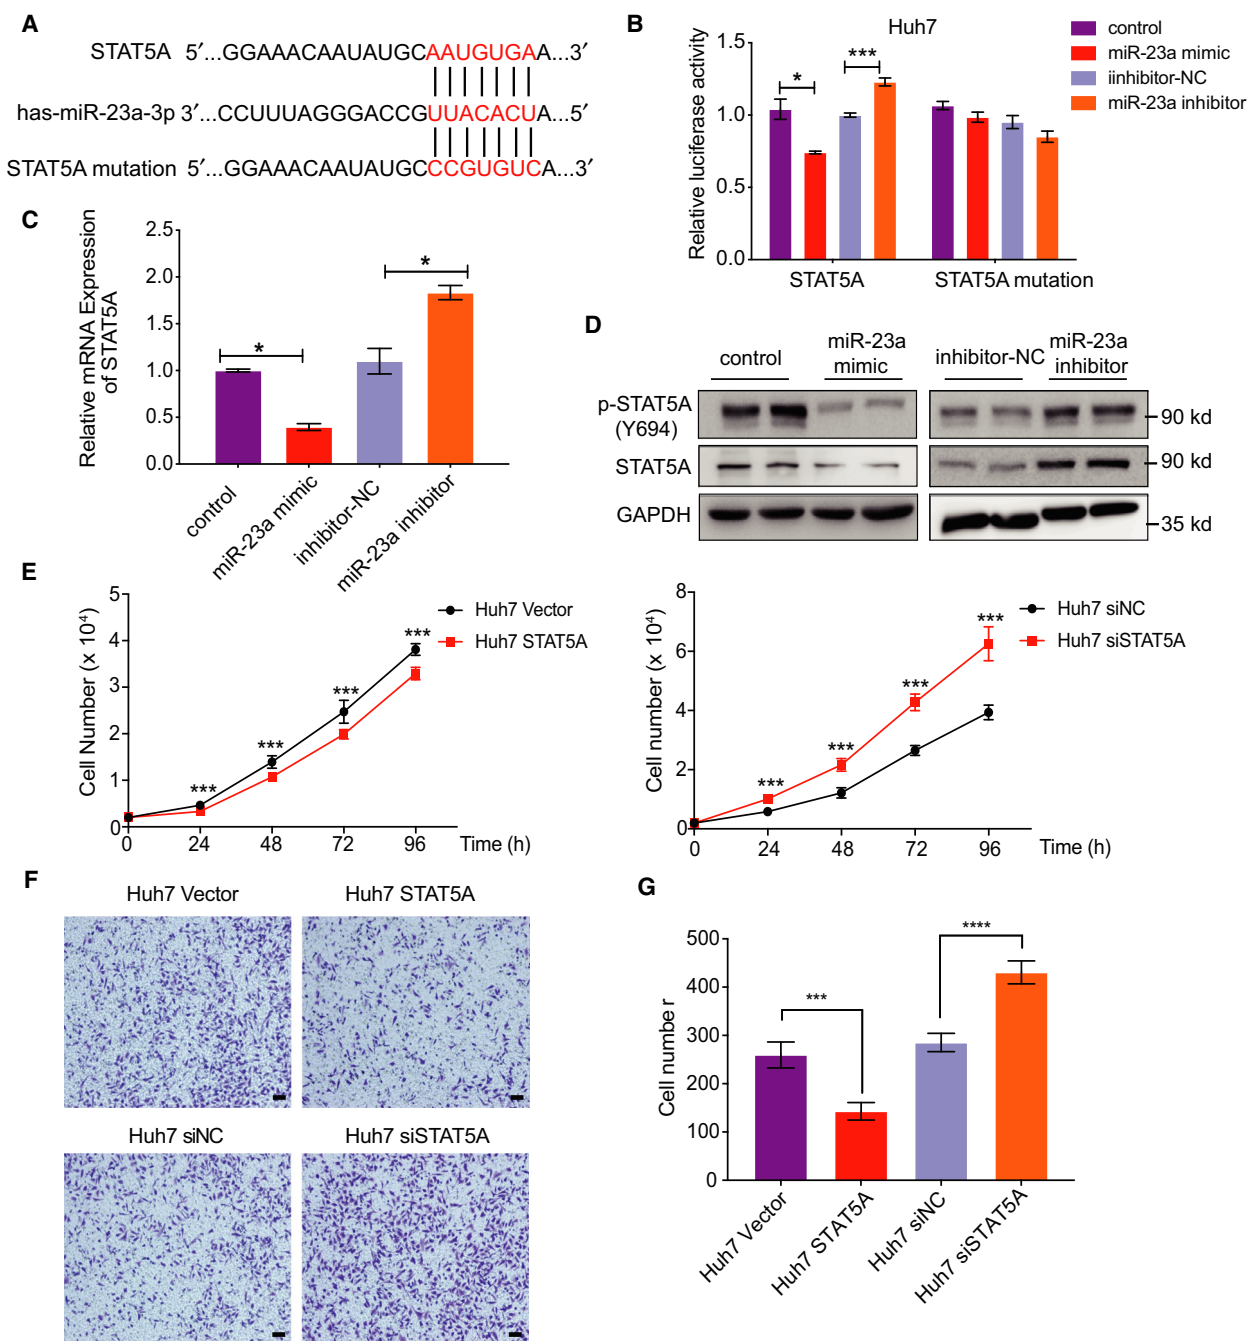 A
STAT5A 5′...GGAAACAAUAUGCAAUGUGAA...3′
has-miR-23a-3p 3′...CCUUUAGGGACCGUUACACUA...5′
STAT5A mutation 5′...GGAAACAAUAUGCCCGUGUCA...3′
B
Huh7
control
miR-23a mimic
iinhibitor-NC
miR-23a inhibitor
Relative luciferase activity
1.5
1.0
0.5
0.0
*
***
STAT5A
STAT5A mutation
C
Relative mRNA Expression
of STAT5A
2.5
2.0
1.5
1.0
0.5
0.0
*
*
control
miR-23a mimic
inhibitor-NC
miR-23a inhibitor
D
control
miR-23a
mimic
inhibitor-NC
miR-23a
inhibitor
p-STAT5A
(Y694)
90 kd
STAT5A
90 kd
GAPDH
35 kd
E
Cell Number (x 10⁴)
5
4
3
2
1
0
***
***
***
***
Huh7 Vector
Huh7 STAT5A
0 24 48 72 96 Time (h)
Cell number (x 10⁴)
8
6
4
2
0
***
***
***
***
Huh7 siNC
Huh7 siSTAT5A
0 24 48 72 96 Time (h)
F
Huh7 Vector
Huh7 STAT5A
Huh7 siNC
Huh7 siSTAT5A
G
Cell number
500
400
300
200
100
0
***
****
Huh7 Vector
Huh7 STAT5A
Huh7 siNC
Huh7 siSTAT5A